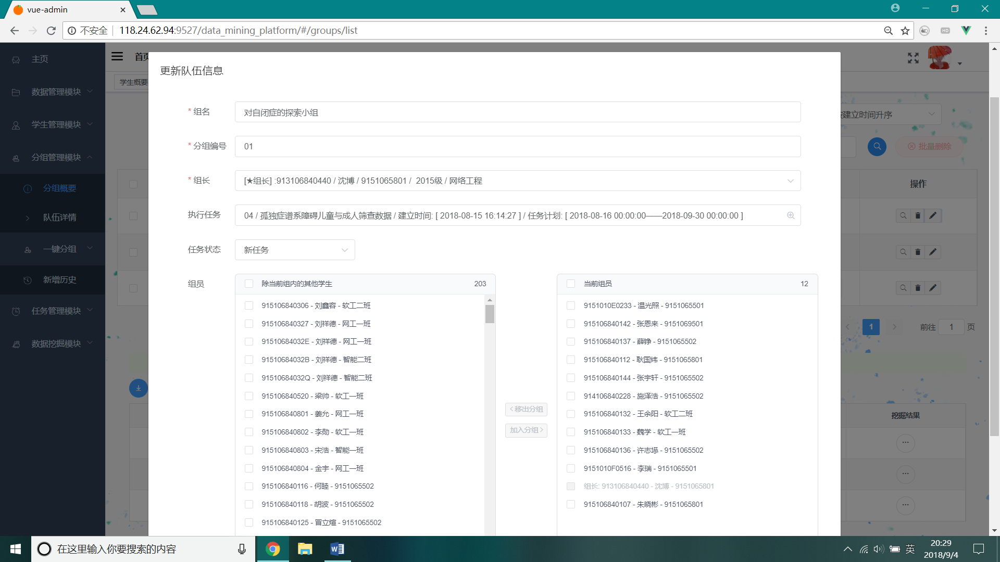 vue-admin
不安全
118.24.62.94:9527/data_mining_platform/#/groups/list
HD
主页
数据管理模块
学生管理模块
分组管理模块
分组概要
队伍详情
一键分组
新增历史
任务管理模块
数据挖掘模块
首页
学生概要
更新队伍信息
* 组名
对自闭症的探索小组
* 分组编号
01
* 组长
[★组长] :913106840440 / 沈博 / 9151065801 / 2015级 / 网络工程
执行任务
04 / 孤独症谱系障碍儿童与成人筛查数据 / 建立时间: [ 2018-08-15 16:14:27 ] / 任务计划: [ 2018-08-16 00:00:00——2018-09-30 00:00:00 ]
任务状态
新任务
组员
除当前组内的其他学生
203
915106840306 - 刘鑫容 - 软工二班
915106840327 - 刘祥德 - 网工一班
91510684032E - 刘祥德 - 网工一班
91510684032B - 刘祥德 - 智能二班
91510684032Q - 刘祥德 - 智能二班
915106840520 - 梁帅 - 软工一班
915106840801 - 姜允 - 网工一班
915106840802 - 李勋 - 软工一班
915106840803 - 宋浩 - 智能一班
915106840804 - 金宇 - 网工一班
915106840116 - 何睦 - 9151065502
915106840118 - 胡波 - 9151065502
915106840125 - 冒立煊 - 9151065502
移出分组
加入分组
当前组员
12
9151010E0233 - 温光照 - 9151065501
915106840142 - 张恩来 - 9151069501
915106840137 - 薛铮 - 9151065502
915106840112 - 耿国炜 - 9151065801
915106840144 - 张宇轩 - 9151065502
914106840228 - 施泽浩 - 9151065502
915106840132 - 王余阳 - 软工二班
915106840133 - 魏学 - 软工一班
915106840136 - 许志 - 9151065502
9151010F0516 - 李瑞 - 9151065501
组长: 913106840440 - 沈博 - 9151065801
915106840107 - 朱晓彬 - 9151065801
按建立时间升序
批量删除
操作
1
前往
1
页
挖掘结果
在这里输入你要搜索的内容
英
20:29
2018/9/4